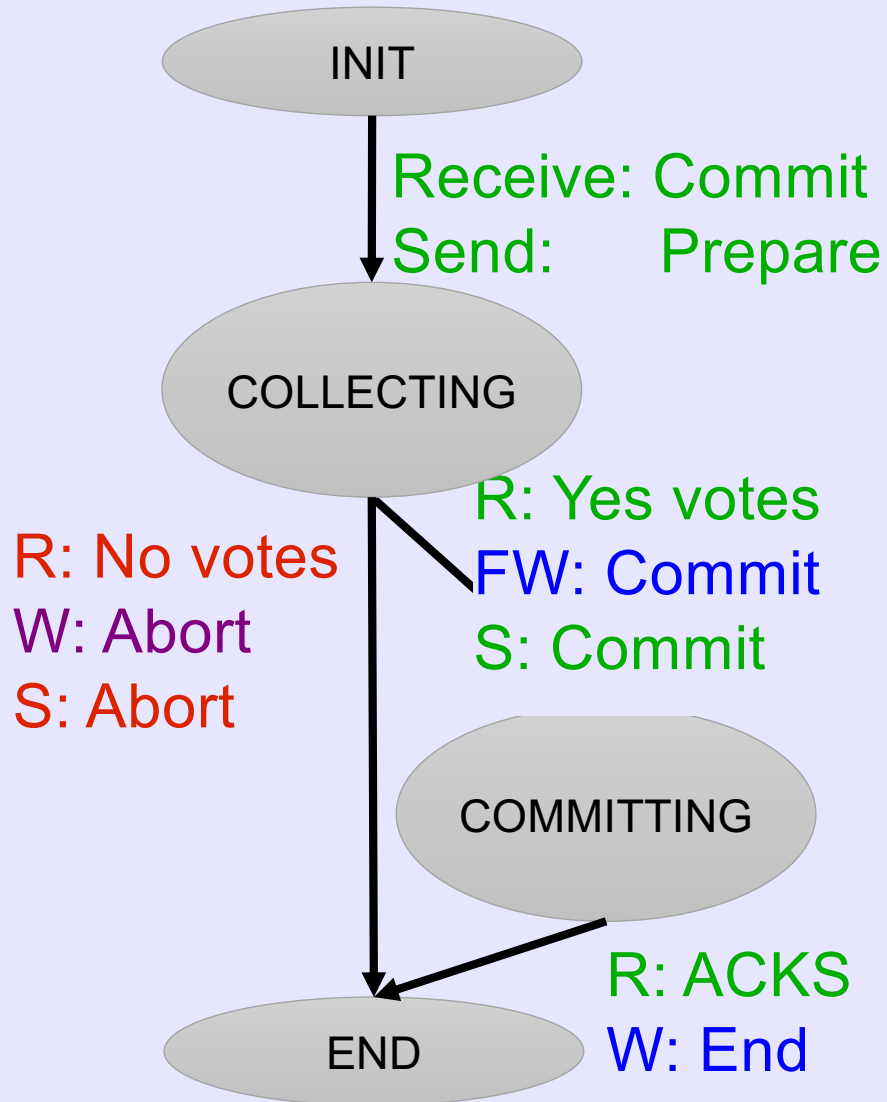 INIT
Receive: Commit
Send: Prepare
COLLECTING
R: Yes votes
FW: Commit
S: Commit
R: No votes
W: Abort
S: Abort
COMMITTING
R: ACKS
W: End
END